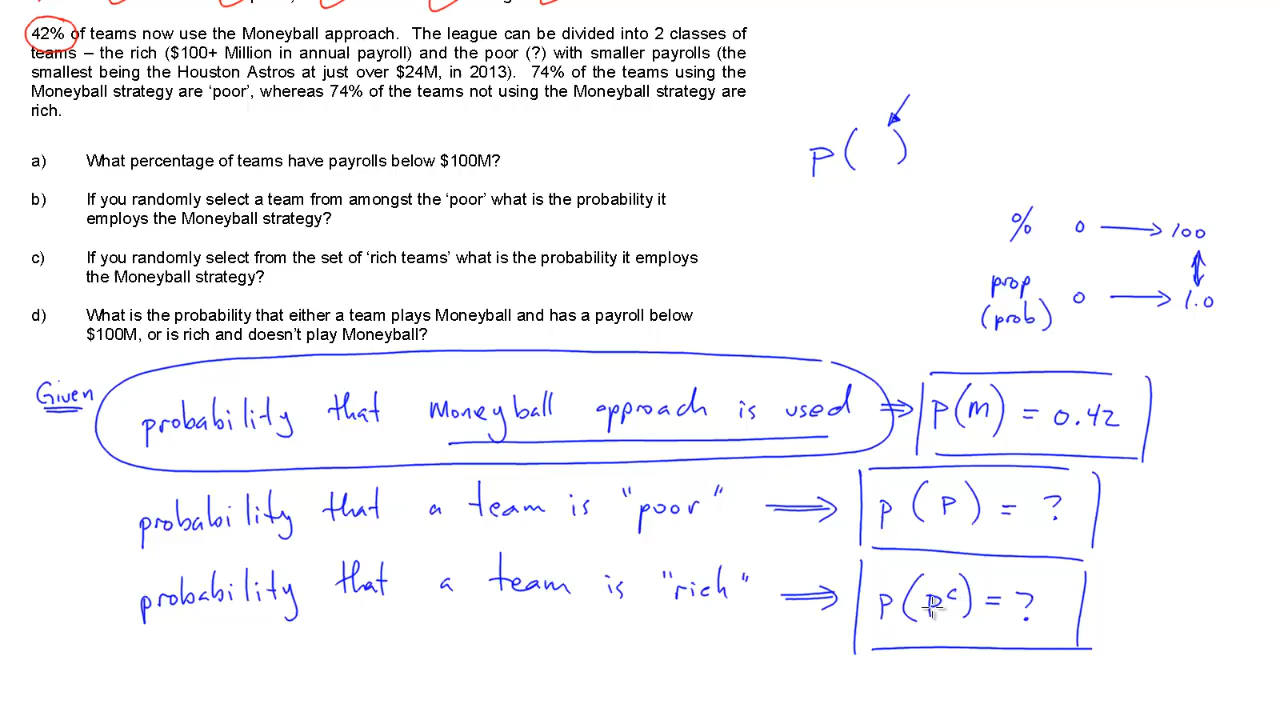 42% of teams now use the Moneyball approach. The league can be divided into 2 classes of
teams – the rich ($100+ Million in annual payroll) and the poor (?) with smaller payrolls (the
smallest being the Houston Astros at just over $24M, in 2013). 74% of the teams using the
Moneyball strategy are 'poor', whereas 74% of the teams not using the Moneyball strategy are
rich.
P( )
a) What percentage of teams have payrolls below $100M?
b) If you randomly select a team from amongst the 'poor' what is the probability it
employs the Moneyball strategy?
% 0 → 100
c) If you randomly select from the set of 'rich teams' what is the probability it employs
the Moneyball strategy?
prop
(prob) 0 → 1.0
d) What is the probability that either a team plays Moneyball and has a payroll below
$100M, or is rich and doesn't play Moneyball?
Given
probability that Moneyball approach is used ⇒ P(M) = 0.42
probability that a team is "poor" ⇒ P(P) = ?
probability that a team is "rich" ⇒ P(Pᶜ) = ?